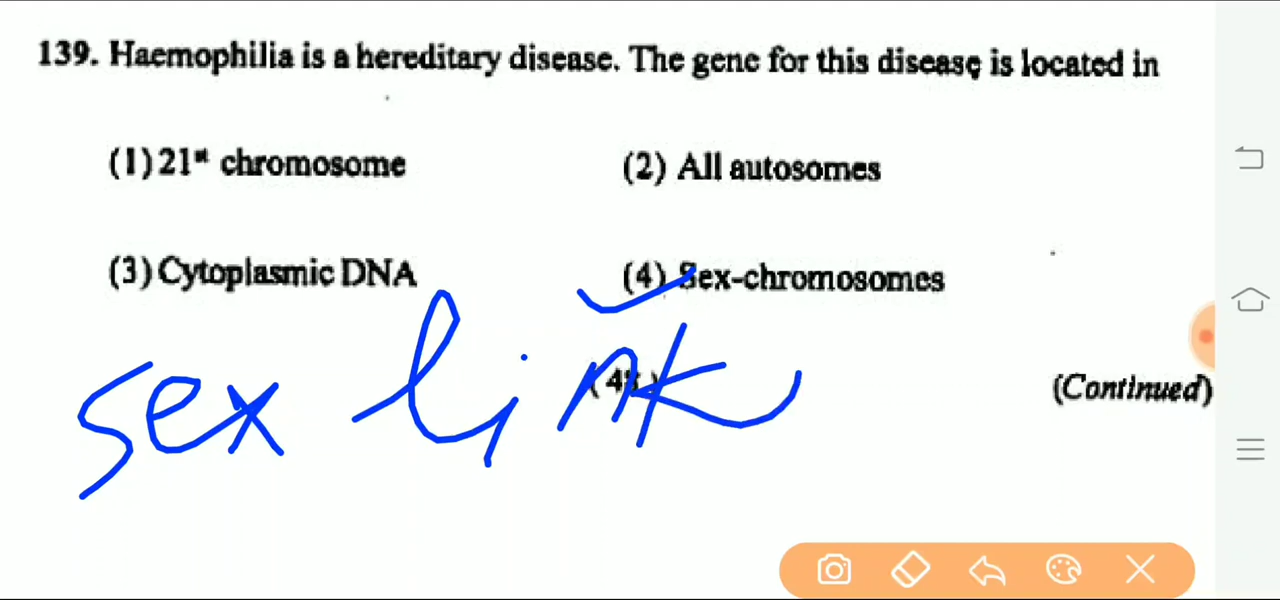 139. Haemophilia is a hereditary disease. The gene for this disease is located in
(1) 21st chromosome (2) All autosomes
(3) Cytoplasmic DNA (4) Sex-chromosomes
sex link
( 48 )
(Continued)